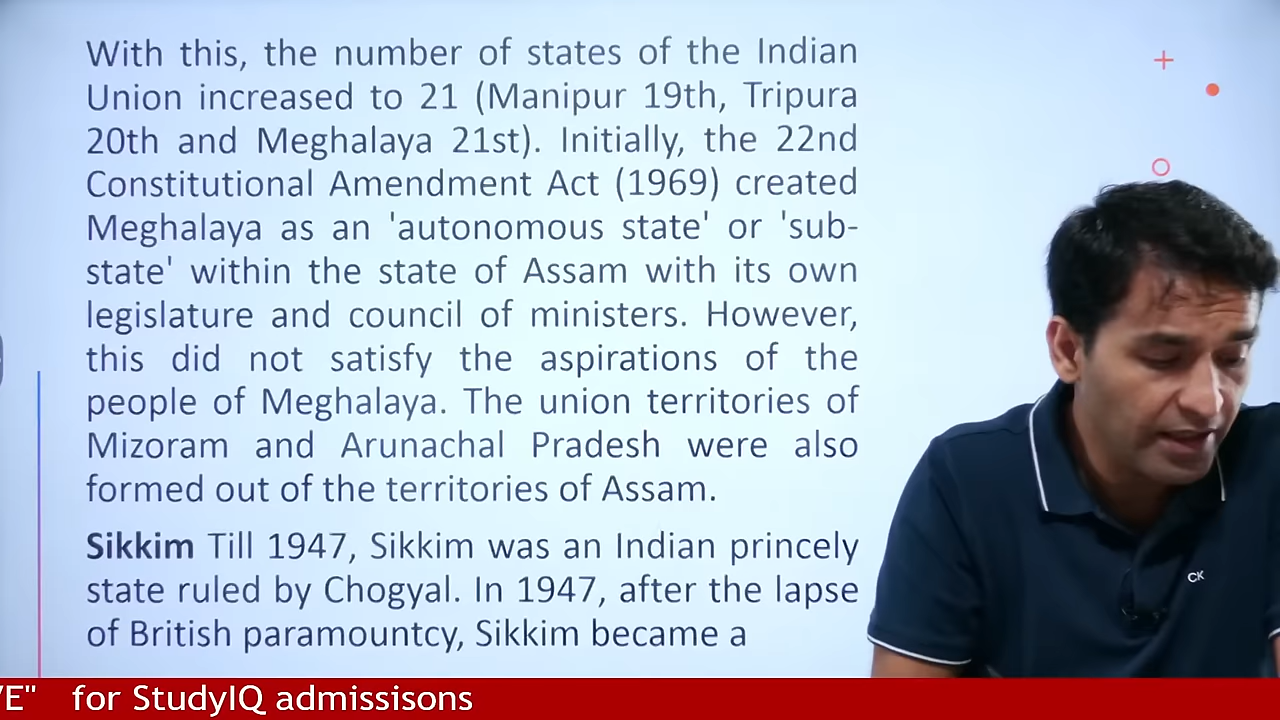 With this, the number of states of the Indian
Union increased to 21 (Manipur 19th, Tripura
20th and Meghalaya 21st). Initially, the 22nd
Constitutional Amendment Act (1969) created
Meghalaya as an 'autonomous state' or 'sub-
state' within the state of Assam with its own
legislature and council of ministers. However,
this did not satisfy the aspirations of the
people of Meghalaya. The union territories of
Mizoram and Arunachal Pradesh were also
formed out of the territories of Assam.
Sikkim Till 1947, Sikkim was an Indian princely
state ruled by Chogyal. In 1947, after the lapse
of British paramountcy, Sikkim became a
CK
VE" for StudyIQ admissisons